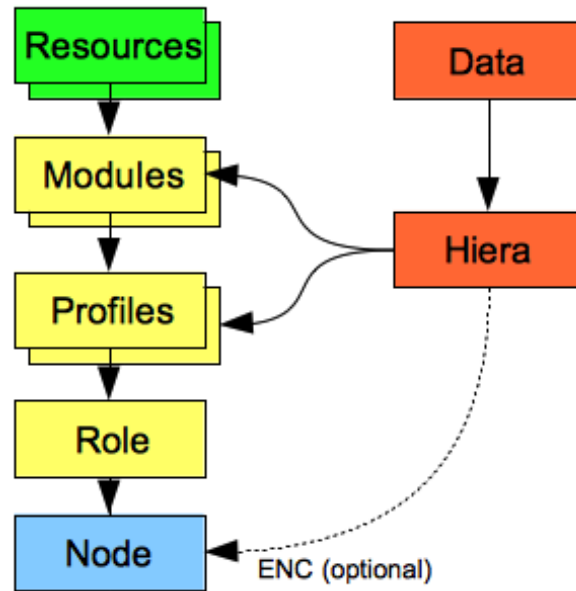 Resources
Data
Modules
Hiera
Profiles
Role
Node
ENC (optional)